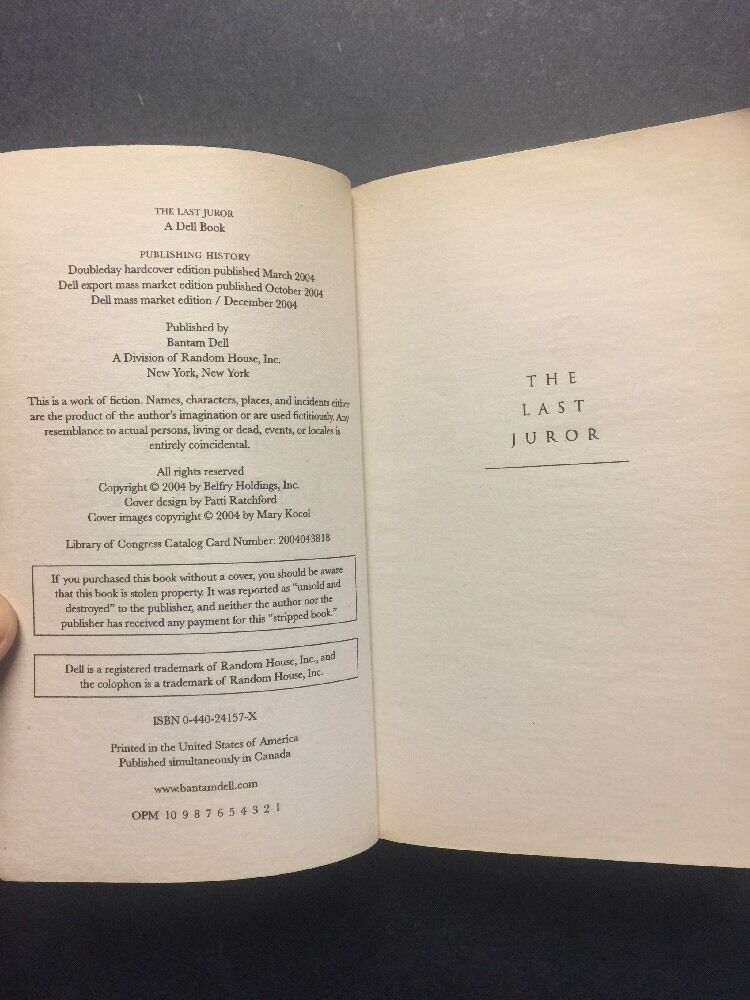 THE LAST JUROR
A Dell Book
PUBLISHING HISTORY
Doubleday hardcover edition published March 2004
Dell export mass market edition published October 2004
Dell mass market edition / December 2004
Published by
Bantam Dell
A Division of Random House, Inc.
New York, New York
This is a work of fiction. Names, characters, places, and incidents either
are the product of the author's imagination or are used fictitiously. Any
resemblance to actual persons, living or dead, events, or locales is
entirely coincidental.
All rights reserved
Copyright © 2004 by Belfry Holdings, Inc.
Cover design by Patti Ratchford
Cover images copyright © 2004 by Mary Kocol
Library of Congress Catalog Card Number: 2004043818
If you purchased this book without a cover, you should be aware
that this book is stolen property. It was reported as "unsold and
destroyed" to the publisher, and neither the author nor the
publisher has received any payment for this "stripped book."
Dell is a registered trademark of Random House, Inc., and
the colophon is a trademark of Random House, Inc.
ISBN 0-440-24157-X
Printed in the United States of America
Published simultaneously in Canada
www.bantamdell.com
OPM 10 9 8 7 6 5 4 3 2 1
THE
LAST
JUROR